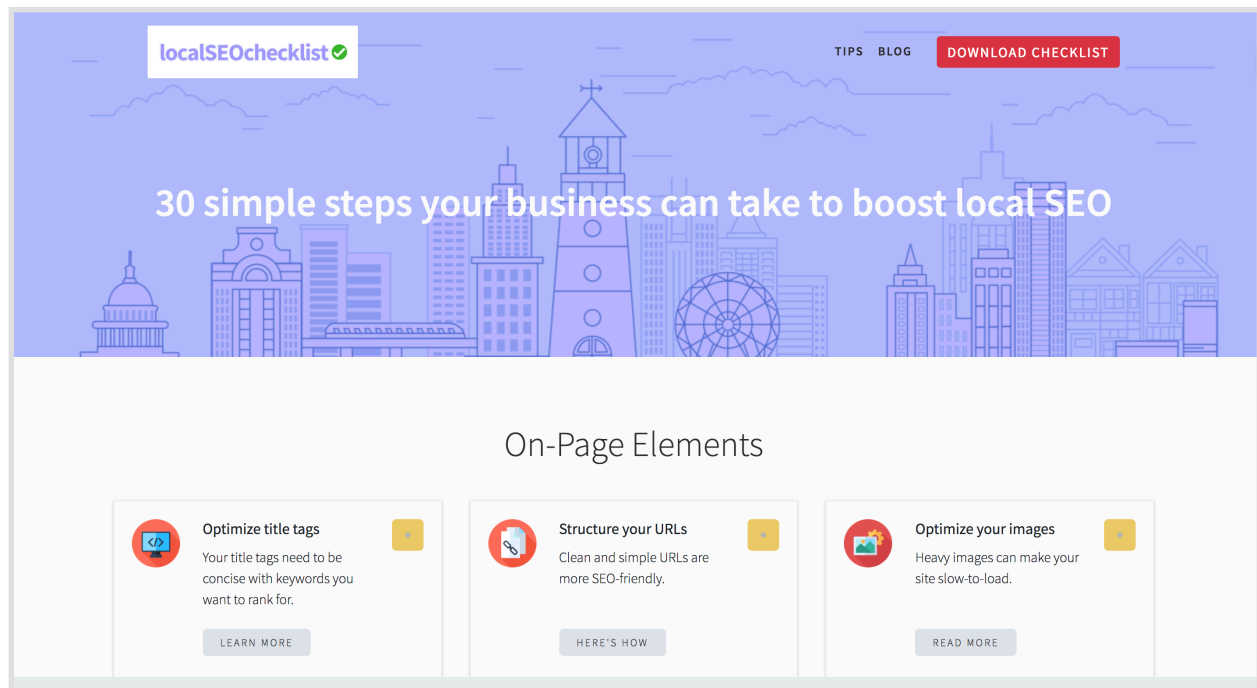 localSEOchecklist
TIPS BLOG DOWNLOAD CHECKLIST
30 simple steps your business can take to boost local SEO
On-Page Elements
Optimize title tags
Your title tags need to be
concise with keywords you
want to rank for.
LEARN MORE
Structure your URLs
Clean and simple URLs are
more SEO-friendly.
HERE'S HOW
Optimize your images
Heavy images can make your
site slow-to-load.
READ MORE